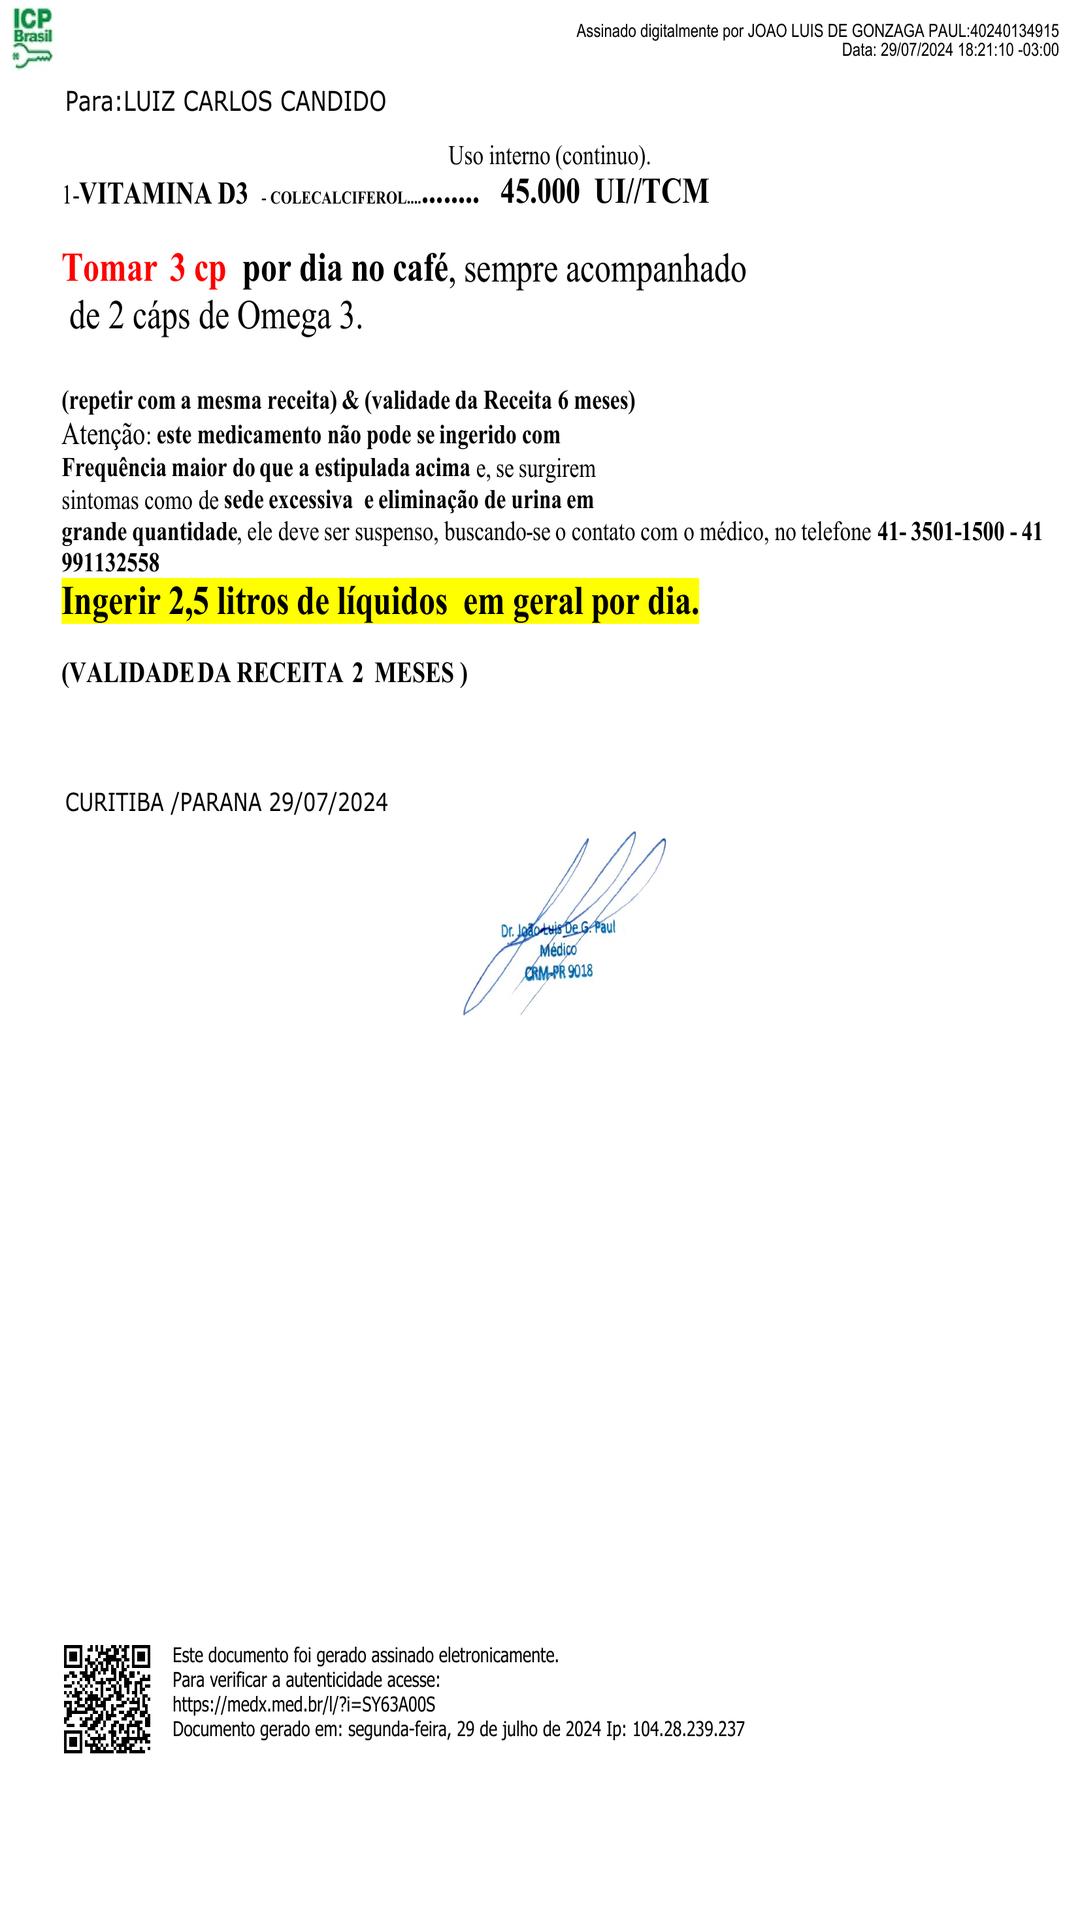 ICP
Brasil
Assinado digitalmente por JOAO LUIS DE GONZAGA PAUL:40240134915
Data: 29/07/2024 18:21:10 -03:00
Para:LUIZ CARLOS CANDIDO
Uso interno (continuo).
1-VITAMINA D3 - COLECALCIFEROL............ 45.000 UI//TCM
Tomar 3 cp por dia no café, sempre acompanhado
de 2 cáps de Omega 3.
(repetir com a mesma receita) & (validade da Receita 6 meses)
Atenção: este medicamento não pode se ingerido com
Frequência maior do que a estipulada acima e, se surgirem
sintomas como de sede excessiva e eliminação de urina em
grande quantidade, ele deve ser suspenso, buscando-se o contato com o médico, no telefone 41- 3501-1500 - 41
991132558
Ingerir 2,5 litros de líquidos em geral por dia.
(VALIDADE DA RECEITA 2 MESES )
CURITIBA /PARANA 29/07/2024
Dr. João Luis De G. Paul
Médico
CRM-PR 9018
Este documento foi gerado assinado eletronicamente.
Para verificar a autenticidade acesse:
https://medx.med.br/l/?i=SY63A00S
Documento gerado em: segunda-feira, 29 de julho de 2024 Ip: 104.28.239.237